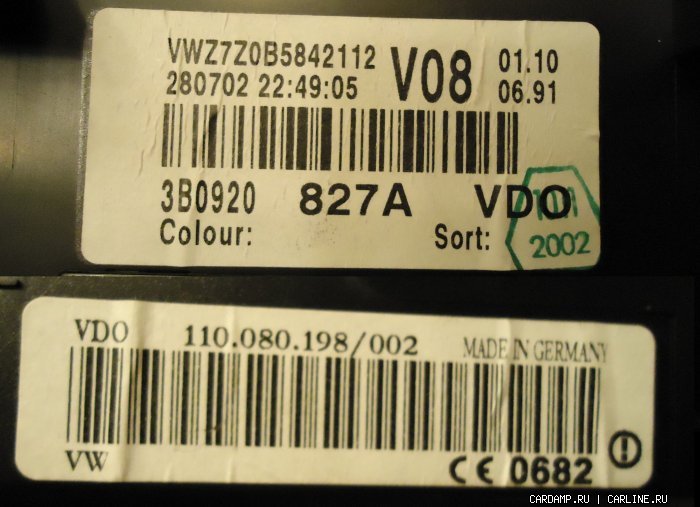 VWZ7Z0B5842112 V08 01.10
280702 22:49:05 06.91
3B0920 827A VDO
Colour: Sort:
2002
VDO 110.080.198/002 MADE IN GERMANY
VW CE 0682
CARDAMP.RU | CARLINE.RU